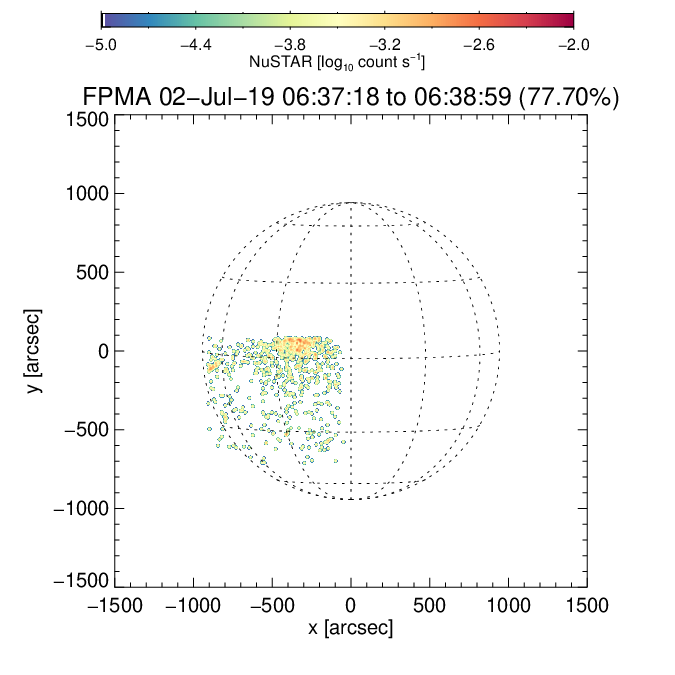 −5.0 −4.4 −3.8 −3.2 −2.6 −2.0
NuSTAR [log₁₀ count s⁻¹]
FPMA 02−Jul−19 06:37:18 to 06:38:59 (77.70%)
1500
1000
500
0
−500
−1000
−1500
y [arcsec]
−1500 −1000 −500 0 500 1000 1500
x [arcsec]